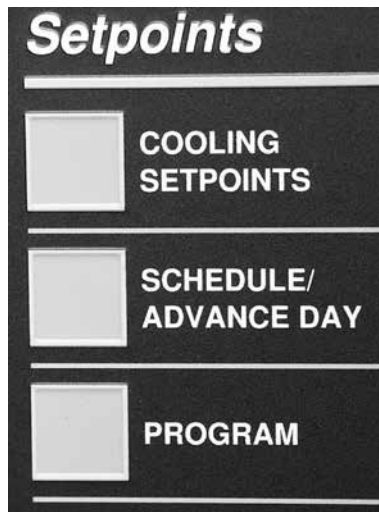 Setpoints
COOLING
SETPOINTS
SCHEDULE/
ADVANCE DAY
PROGRAM